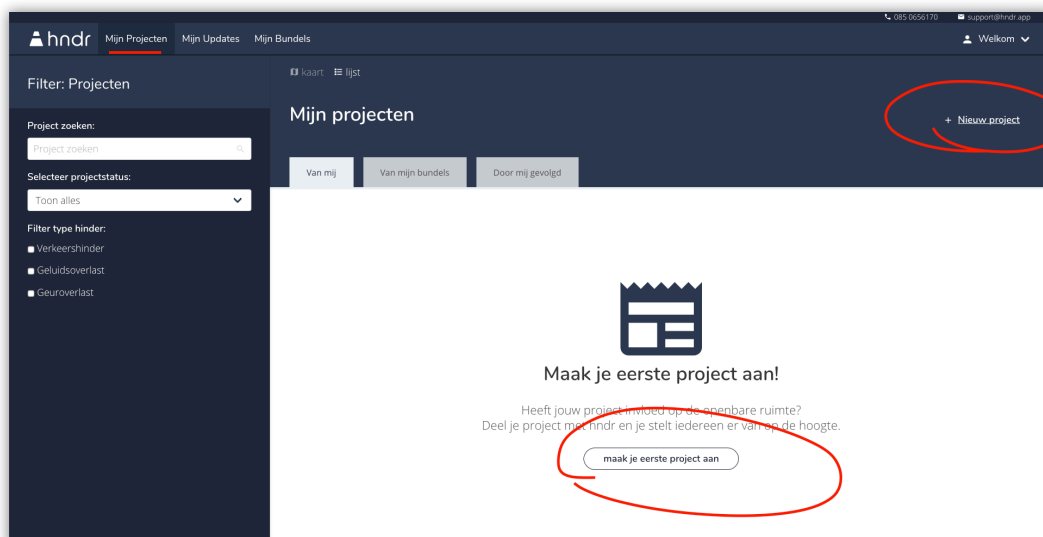 085 0656170 support@hndr.app
hndr Mijn Projecten Mijn Updates Mijn Bundels Welkom
Filter: Projecten
Project zoeken:
Project zoeken
Selecteer projectstatus:
Toon alles
Filter type hinder:
Verkeershinder
Geluidsoverlast
Geuroverlast
kaart lijst
Mijn projecten
+ Nieuw project
Van mij Van mijn bundels Door mij gevolgd
Maak je eerste project aan!
Heeft jouw project invloed op de openbare ruimte?
Deel je project met hndr en je stelt iedereen er van op de hoogte.
maak je eerste project aan